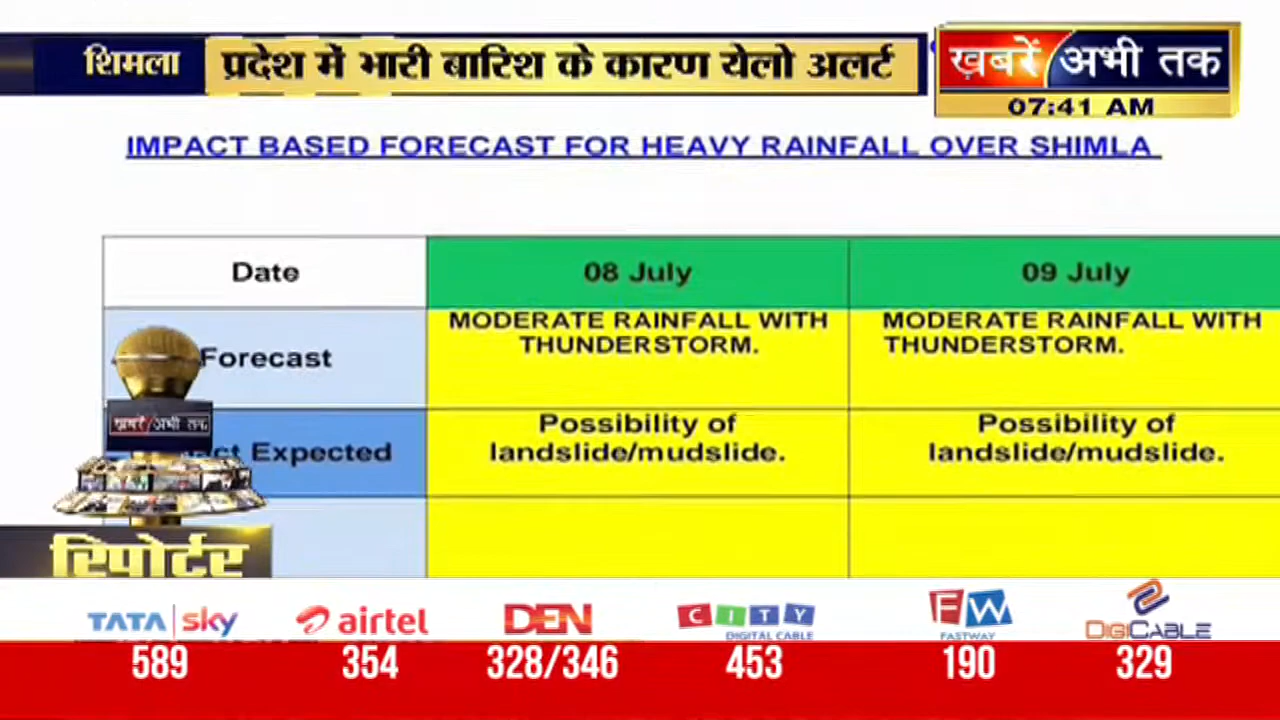 शिमला
प्रदेश में भारी बारिश के कारण येलो अलर्ट
ख़बरें अभी तक
07:41 AM
IMPACT BASED FORECAST FOR HEAVY RAINFALL OVER SHIMLA
Date
08 July
09 July
Forecast
MODERATE RAINFALL WITH
THUNDERSTORM.
MODERATE RAINFALL WITH
THUNDERSTORM.
Expected
Possibility of
landslide/mudslide.
Possibility of
landslide/mudslide.
ख़बरें अभी तक
रिपोर्टर
TATA sky
airtel
DEN
CITY
DIGITAL CABLE
FW
FASTWAY
DIGICABLE
589
354
328/346
453
190
329